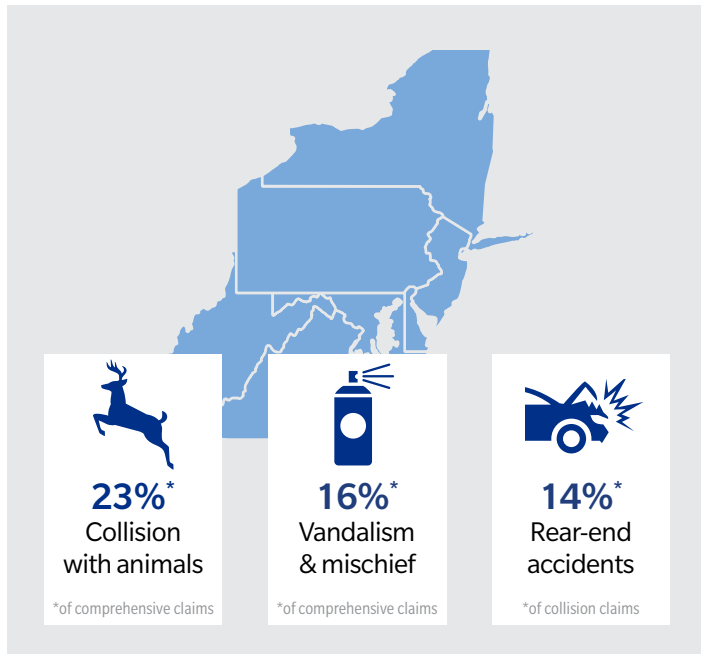 23%*
Collision
with animals
*of comprehensive claims
16%*
Vandalism
& mischief
*of comprehensive claims
14%*
Rear-end
accidents
*of collision claims